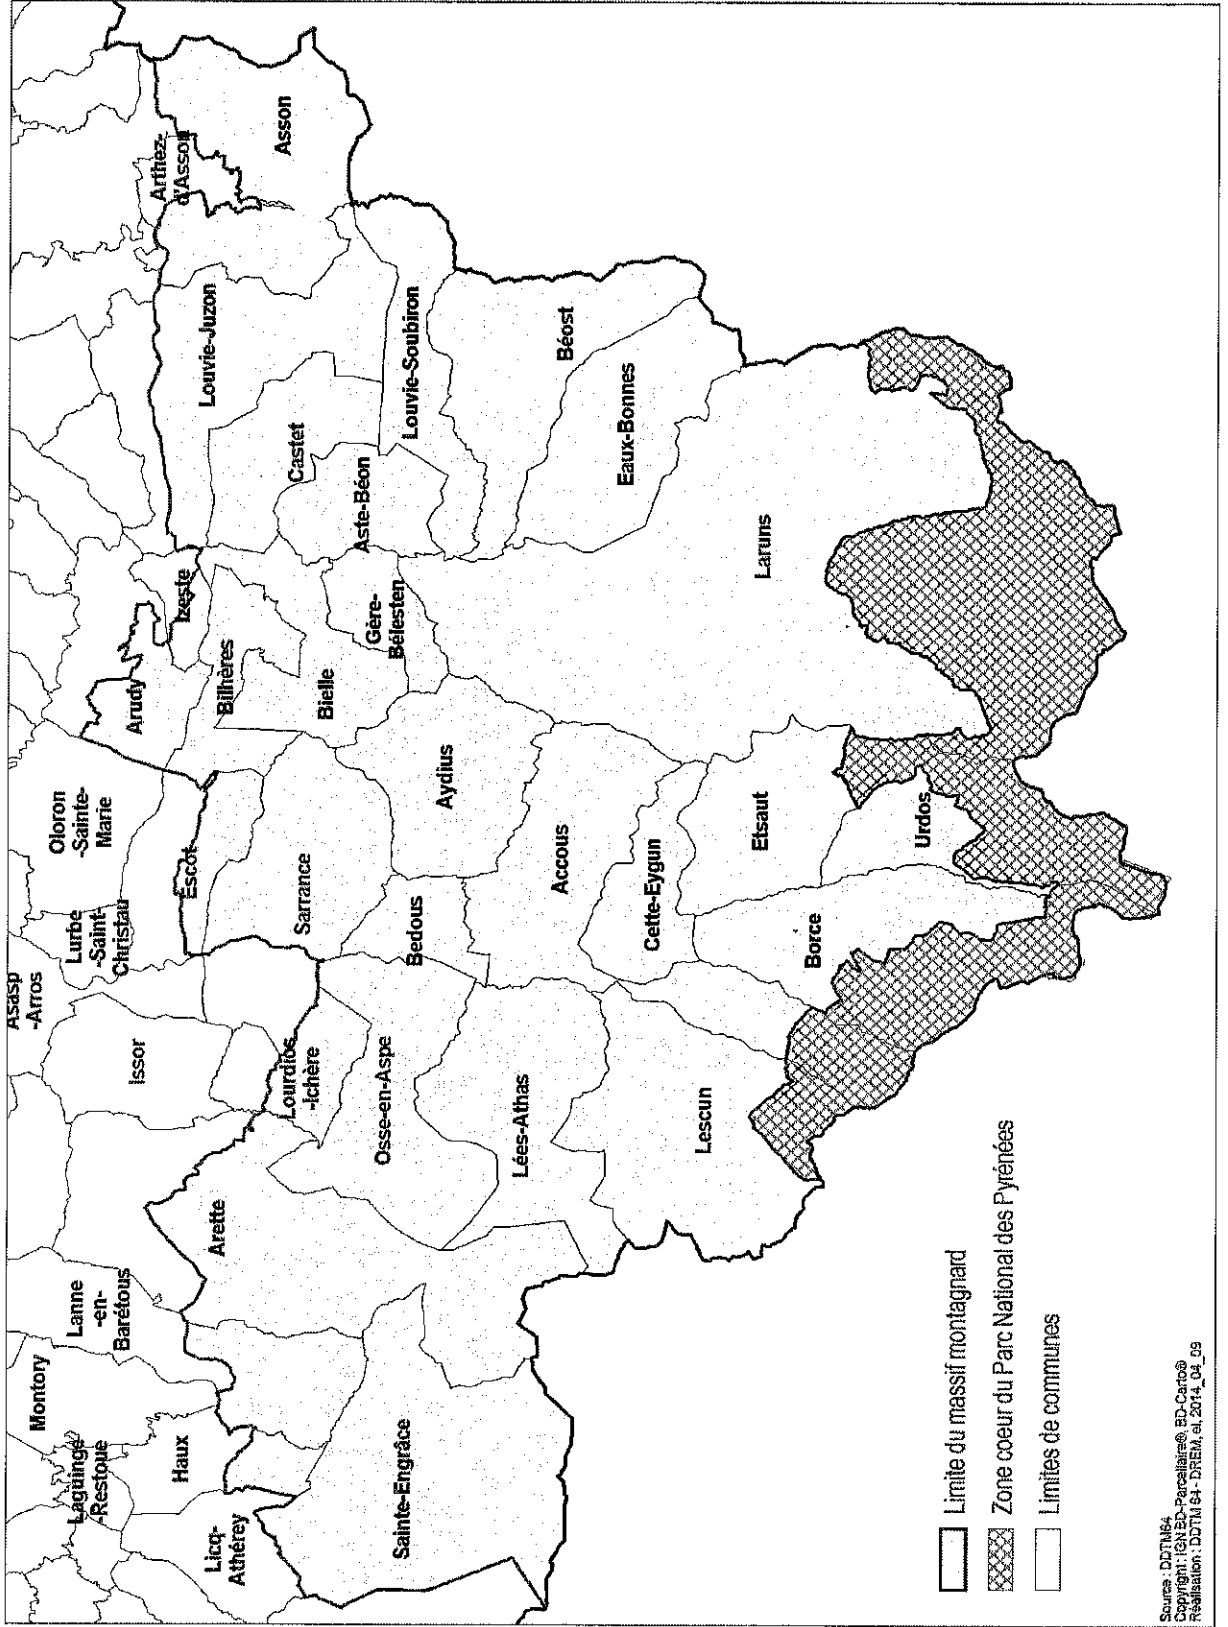 Montory
Laguinge
-Restoue
Haux
Licq-
Athérey
Lanne
-en-
Barétous
Arette
Sainte-Engrâce
Asasp
-Arros
Issor
Lourdios
-Ichère
Osse-en-Aspe
Lées-Athas
Lescun
Lurbe
-Saint-
Christau
Oloron
-Sainte-
Marie
Escot
Sarrance
Bedous
Aydius
Accous
Cette-Eygun
Etsaut
Borce
Urdos
Arudy
Izeste
Bilhères
Bielle
Gère-
Bélesten
Aste-Béon
Castet
Louvie-Juzon
Louvie-Soubiron
Arthez-
d'Asson
Asson
Béost
Eaux-Bonnes
Laruns
Limite du massif montagnard
Zone coeur du Parc National des Pyrénées
Limites de communes
Source : DDTM64
Copyright : IGN BD-Parcellaire®, BD-Carto®
Réalisation : DDTM 64 - DREM, el, 2014_04_09